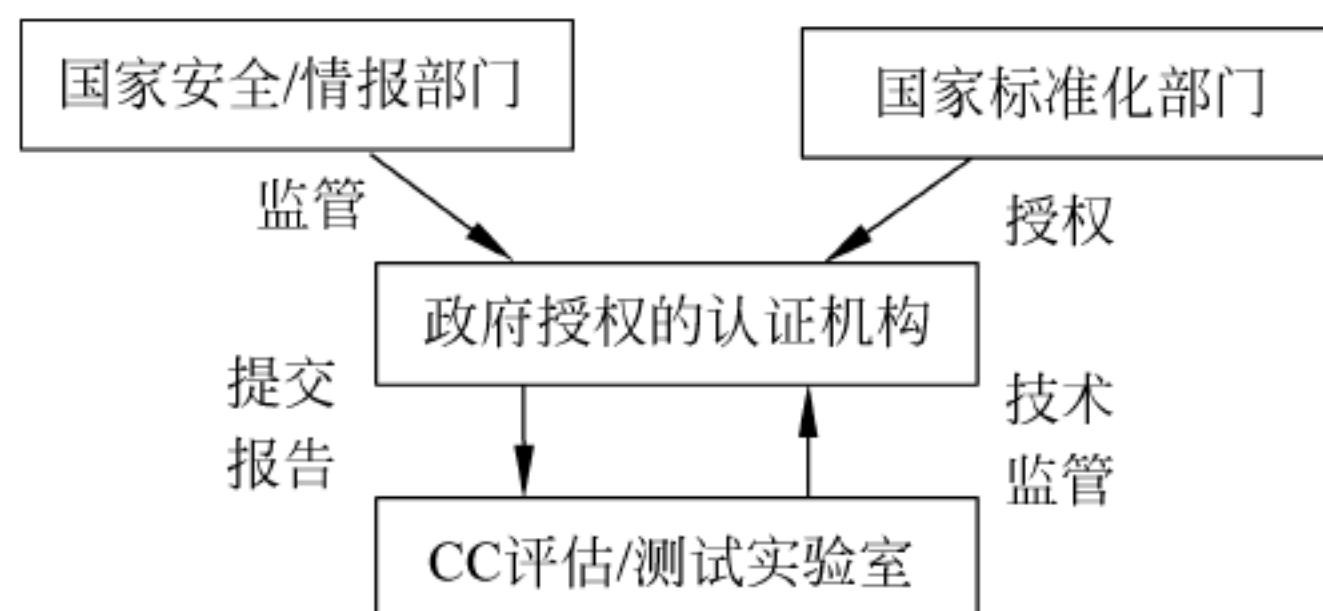 国家安全/情报部门
国家标准化部门
监管
授权
政府授权的认证机构
提交
报告
技术
监管
CC评估/测试实验室